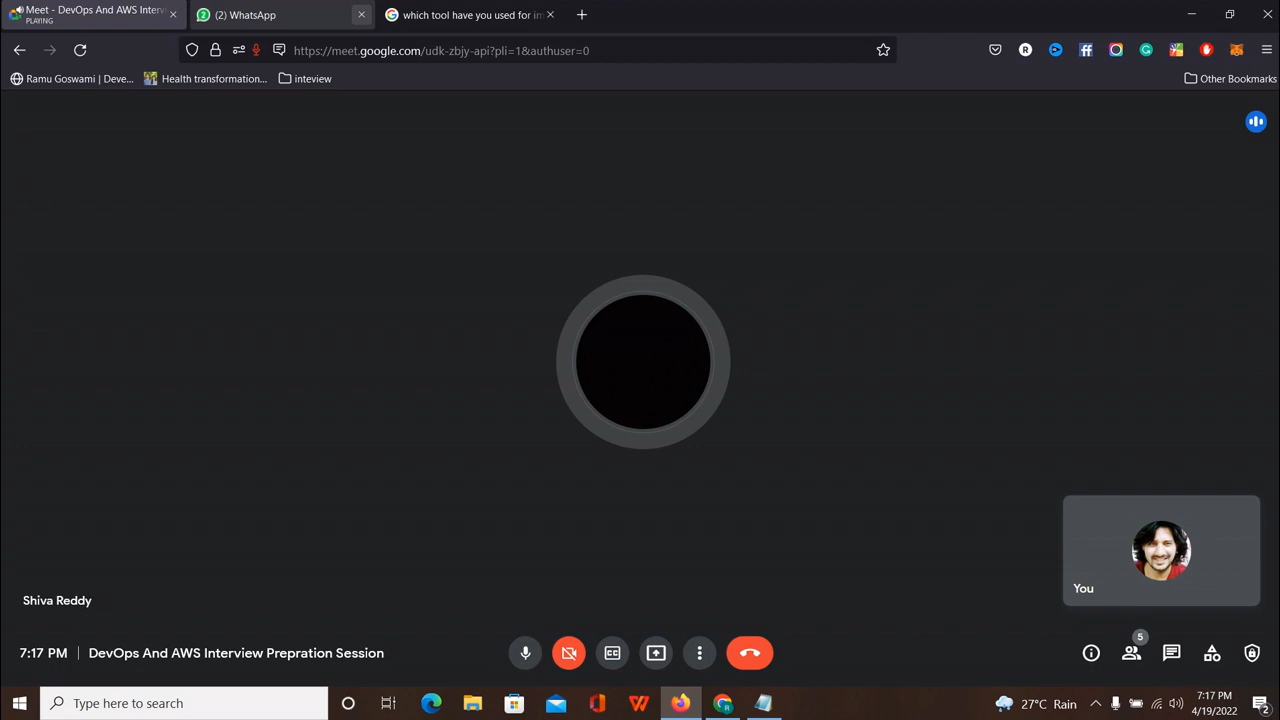 Meet - DevOps And AWS Interv
PLAYING
2
(2) WhatsApp
which tool have you used for im
https://meet.google.com/udk-zbjy-api?pli=1&authuser=0
R
ff
Ramu Goswami | Deve...
Health transformation...
inteview
Other Bookmarks
You
Shiva Reddy
7:17 PM
DevOps And AWS Interview Prepration Session
CC
5
Type here to search
27°C Rain
7:17 PM
4/19/2022
2